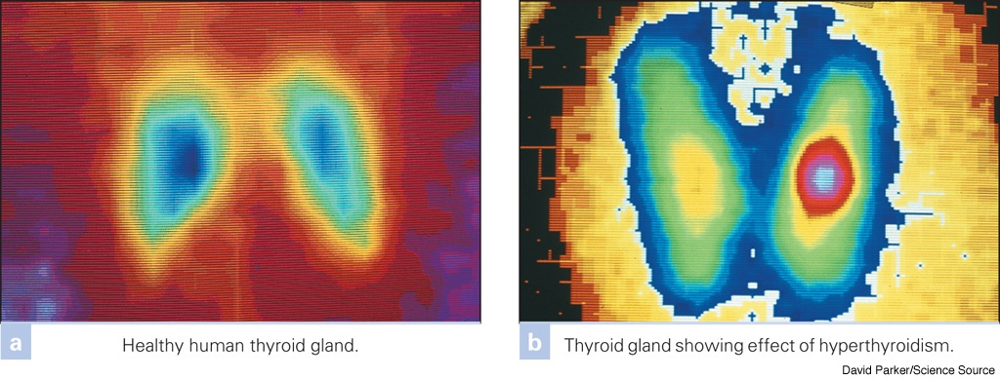 a Healthy human thyroid gland.
b Thyroid gland showing effect of hyperthyroidism.
David Parker/Science Source